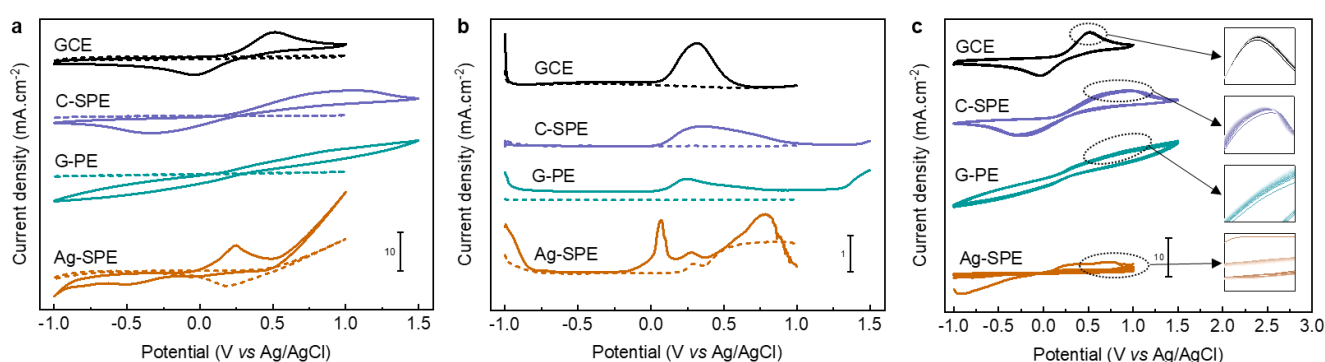 a
GCE
C-SPE
G-PE
Ag-SPE
10
Current density (mA.cm-2)
-1.0 -0.5 0.0 0.5 1.0 1.5
Potential (V vs Ag/AgCl)
b
GCE
C-SPE
G-PE
Ag-SPE
1
Current density (mA.cm-2)
-1.0 -0.5 0.0 0.5 1.0 1.5
Potential (V vs Ag/AgCl)
c
GCE
C-SPE
G-PE
Ag-SPE
10
Current density (mA.cm-2)
-1.0 -0.5 0.0 0.5 1.0 1.5 2.0 2.5 3.0
Potential (V vs Ag/AgCl)